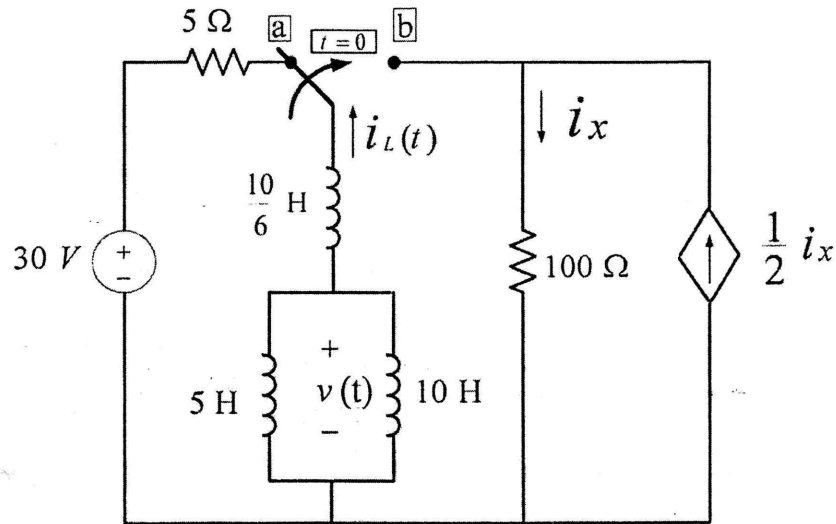 5 Ω
a
t = 0
b
i_L(t)
i_x
10/6 H
30 V
+
−
100 Ω
1/2 i_x
5 H
+
v(t)
−
10 H